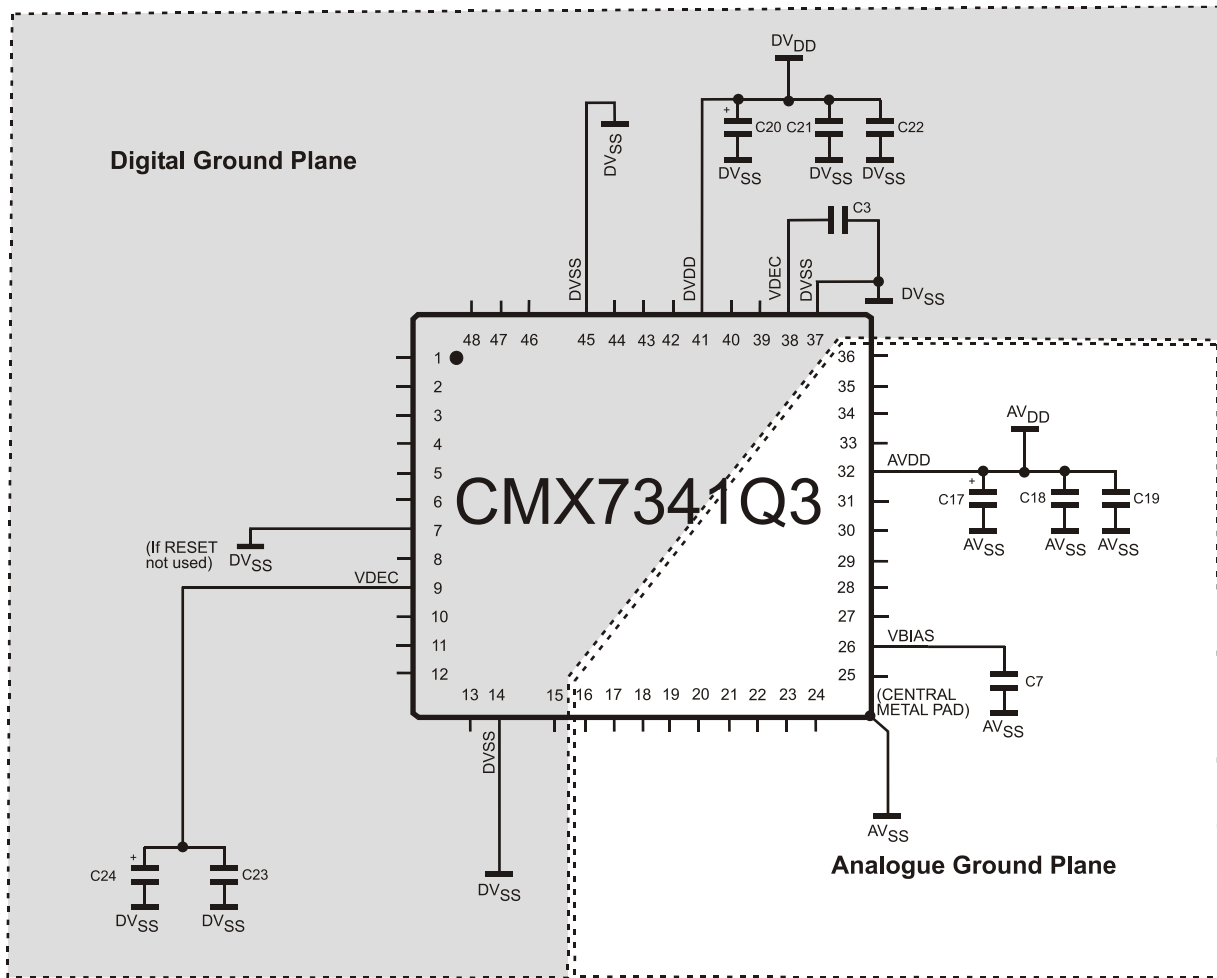 DVDD
C20
+
C21
C22
DVSS
DVSS
DVSS
DVSS
Digital Ground Plane
C3
DVSS
DVDD
VDEC
DVSS
DVSS
48 47 46 45 44 43 42 41 40 39 38 37
1
2
3
4
5
6
7
8
9
10
11
12
36
35
34
33
32
31
30
29
28
27
26
25
CMX7341Q3
AVDD
AVDD
+
C17
C18
C19
AVSS
AVSS
AVSS
(If RESET
not used)
DVSS
VDEC
VBIAS
C7
AVSS
13 14 15 16 17 18 19 20 21 22 23 24
(CENTRAL
METAL PAD)
DVSS
AVSS
Analogue Ground Plane
+
C24
C23
DVSS
DVSS
DVSS